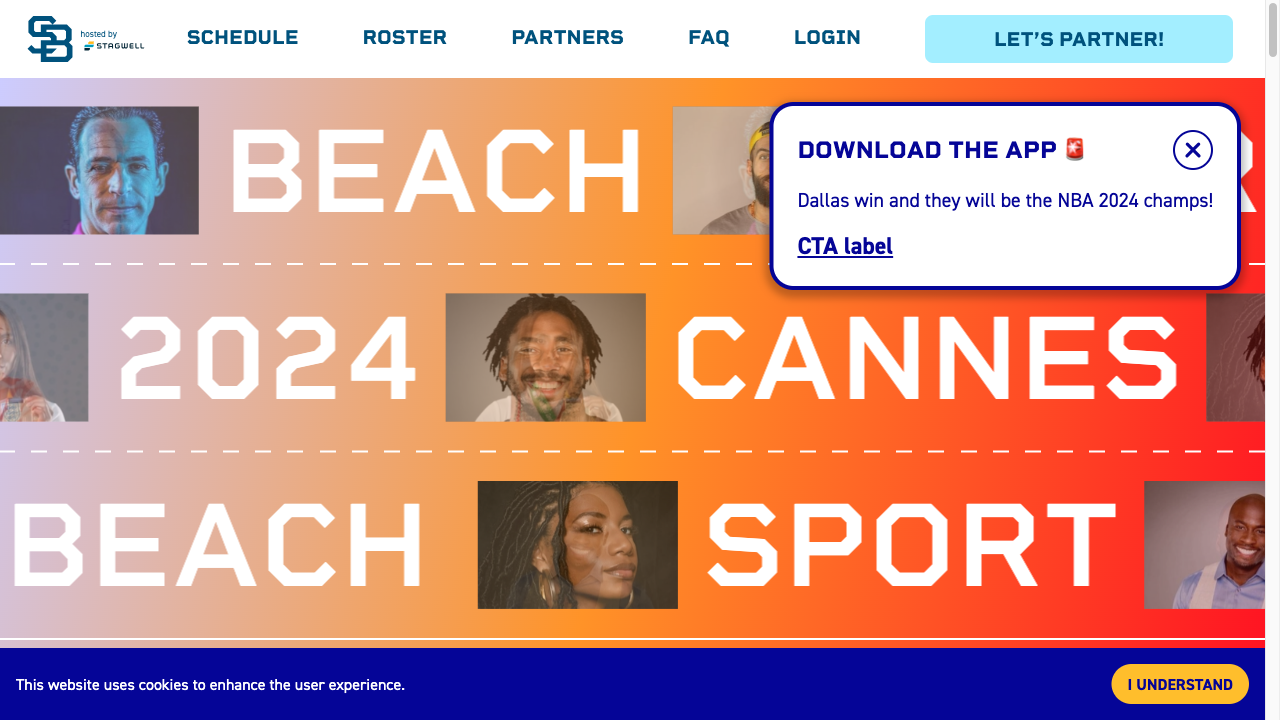 SB hosted by
STAGWELL
SCHEDULE ROSTER PARTNERS FAQ LOGIN LET'S PARTNER!
BEACH
DOWNLOAD THE APP 🚨
Dallas win and they will be the NBA 2024 champs!
CTA label
2024 CANNES
BEACH SPORT
This website uses cookies to enhance the user experience.
I UNDERSTAND